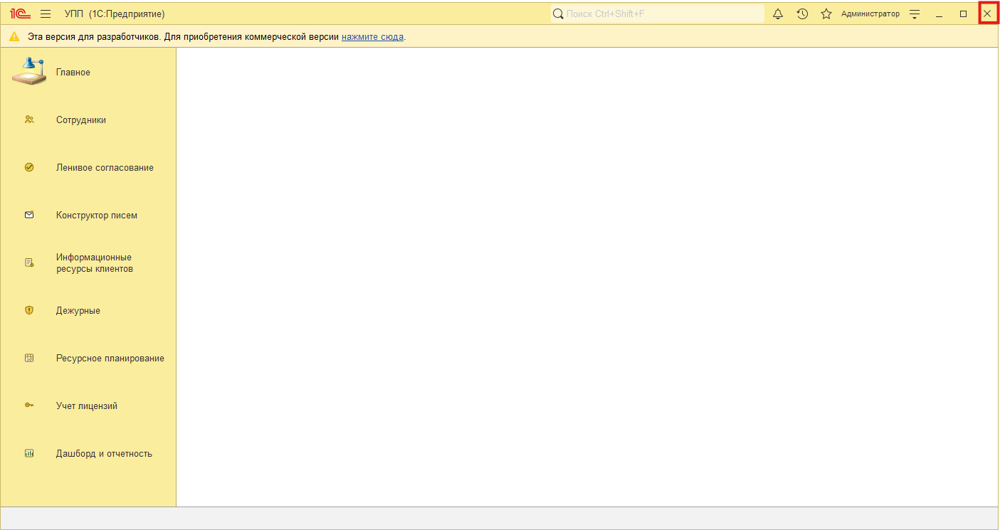 1С УПП (1С:Предприятие) Поиск Ctrl+Shift+F Администратор
Эта версия для разработчиков. Для приобретения коммерческой версии нажмите сюда.
Главное
Сотрудники
Ленивое согласование
Конструктор писем
Информационные
ресурсы клиентов
Дежурные
Ресурсное планирование
Учет лицензий
Дашборд и отчетность